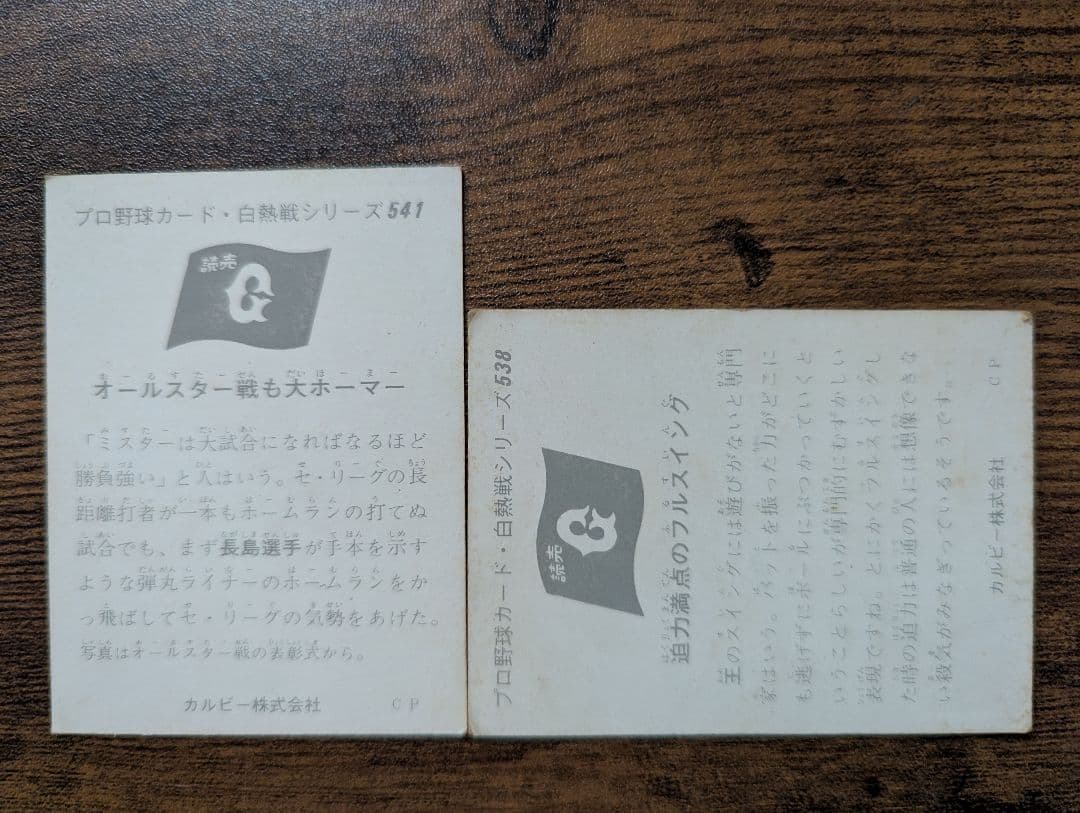 プロ野球カード・白熱戦シリーズ541
読売
G
オールスター戦も大ホーマー
「ミスターは大試合になればなるほど
勝負強い」と人はいう。セ・リーグの長
距離打者が一本もホームランの打てぬ
試合でも、まず長島選手が手本を示す
ような弾丸ライナーのホームランをか
っ飛ばしてセ・リーグの気勢をあげた。
写真はオールスター戦の表彰式から。
カルビー株式会社 CP
プロ野球カード・白熱戦シリーズ538
読売
G
迫力満点のフルスイング
王のスイングには遊びがないと専門
家はいう。バットを振った力がどこに
も逃げずにボールにぶつかっていくと
いうことらしいが専門的にむずかしい
表現ですね。とにかくフルスイングし
た時の迫力は普通の人には想像できな
い殺気がみなぎっているそうです。
カルビー株式会社 CP